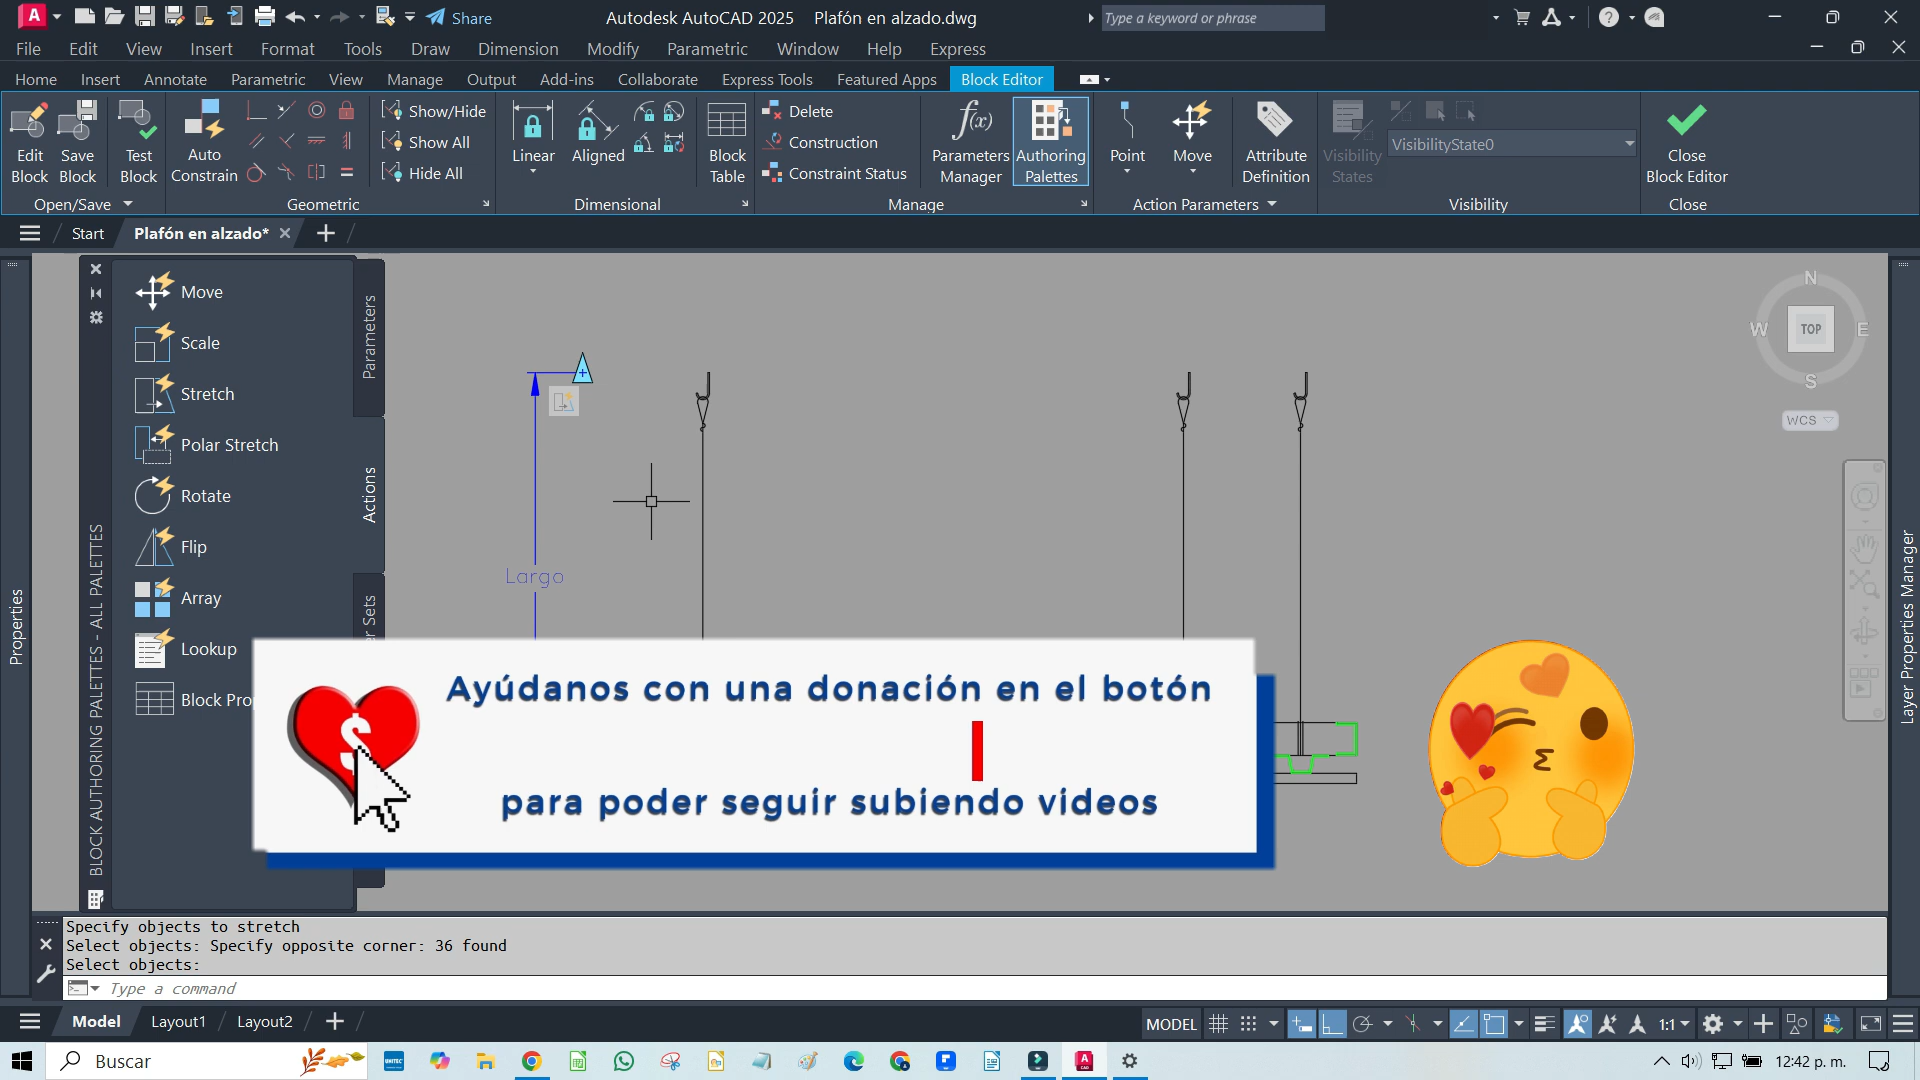 Share
Autodesk AutoCAD 2025 Plafón en alzado.dwg
Type a keyword or phrase
File Edit View Insert Format Tools Draw Dimension Modify Parametric Window Help Express
Home Insert Annotate Parametric View Manage Output Add-ins Collaborate Express Tools Featured Apps Block Editor
Edit Block
Save Block
Test Block
Open/Save
Auto Constrain
Show/Hide
Show All
Hide All
Geometric
Linear
Aligned
Dimensional
Block Table
Delete
Construction
Constraint Status
Parameters Manager
Authoring Palettes
Manage
Point
Move
Action Parameters
Attribute Definition
Visibility States
VisibilityState0
Visibility
Close Block Editor
Close
Start
Plafón en alzado*
Properties
BLOCK AUTHORING PALETTES - ALL PALETTES
Move
Scale
Stretch
Polar Stretch
Rotate
Flip
Array
Lookup
Block Pro
Parameters
Actions
r Sets
Largo
N
W
TOP
E
S
WCS
Layer Properties Manager
Ayúdanos con una donación en el botón
$
para poder seguir subiendo videos
Specify objects to stretch
Select objects: Specify opposite corner: 36 found
Select objects:
Type a command
Model Layout1 Layout2
MODEL
1:1
Buscar
12:42 p. m.